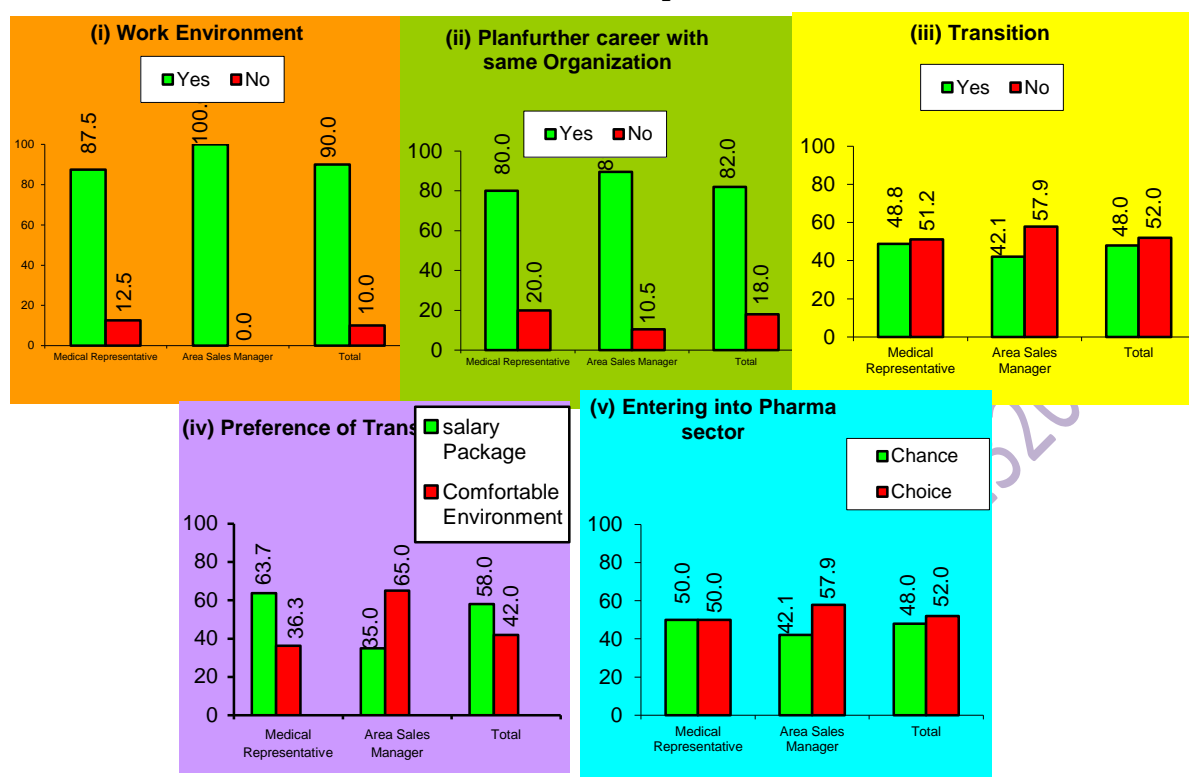 (i) Work Environment
Yes No
87.5
12.5
100.
0.0
90.0
10.0
100
80
60
40
20
0
Medical Representative Area Sales Manager Total
(ii) Planfurther career with
same Organization
Yes No
80.0
20.0
8
10.5
82.0
18.0
100
80
60
40
20
0
Medical Representative Area Sales Manager Total
(iii) Transition
Yes No
48.8
51.2
42.1
57.9
48.0
52.0
100
80
60
40
20
0
Medical Area Sales Total
Representative Manager
(iv) Preference of Trans
salary
Package
Comfortable
Environment
63.7
36.3
35.0
65.0
58.0
42.0
100
80
60
40
20
0
Medical Area Sales Total
Representative Manager
(v) Entering into Pharma
sector
Chance
Choice
50.0
50.0
42.1
57.9
48.0
52.0
100
80
60
40
20
0
Medical Area Sales Total
Representative Manager